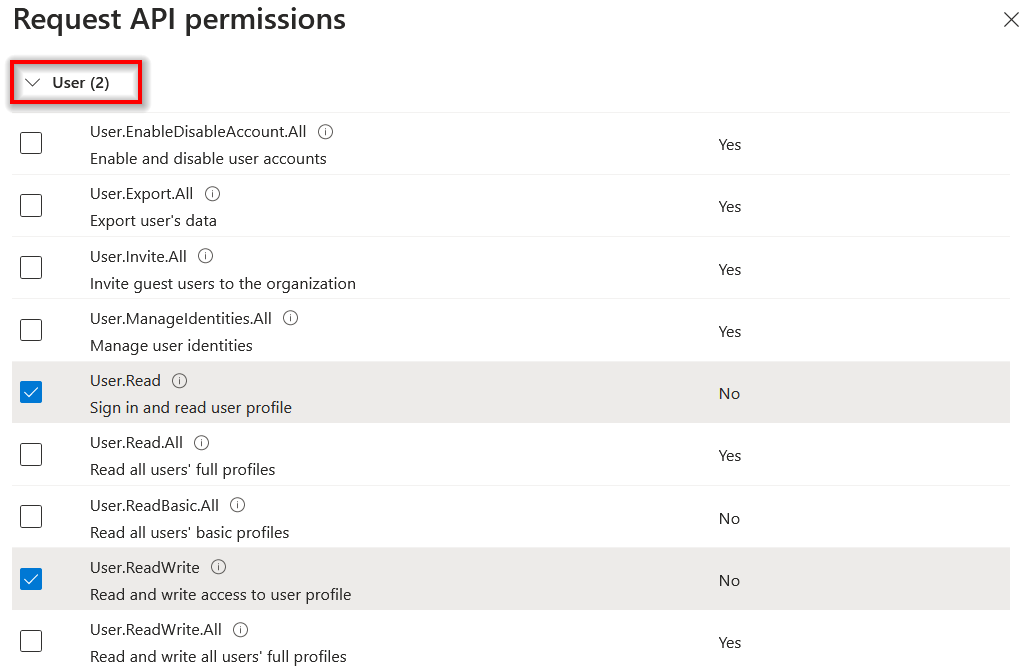 Request API permissions
User (2)
User.EnableDisableAccount.All
Enable and disable user accounts
Yes
User.Export.All
Export user's data
Yes
User.Invite.All
Invite guest users to the organization
Yes
User.ManageIdentities.All
Manage user identities
Yes
User.Read
Sign in and read user profile
No
User.Read.All
Read all users' full profiles
Yes
User.ReadBasic.All
Read all users' basic profiles
No
User.ReadWrite
Read and write access to user profile
No
User.ReadWrite.All
Read and write all users' full profiles
Yes